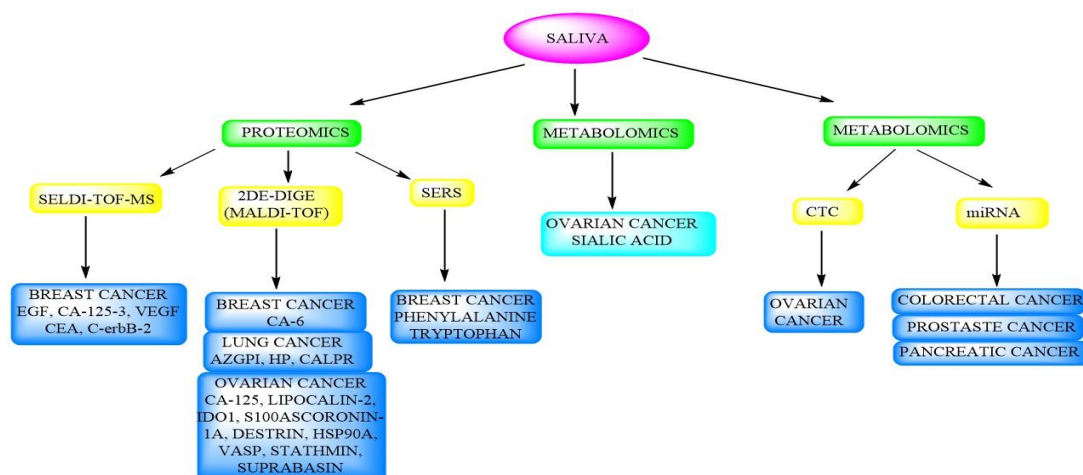 SALIVA
PROTEOMICS
METABOLOMICS
METABOLOMICS
SELDI-TOF-MS
2DE-DIGE
(MALDI-TOF)
SERS
OVARIAN CANCER
SIALIC ACID
CTC
miRNA
BREAST CANCER
EGF, CA-125-3, VEGF
CEA, C-erbB-2
BREAST CANCER
CA-6
LUNG CANCER
AZGPI, HP, CALPR
OVARIAN CANCER
CA-125, LIPOCALIN-2,
IDO1, S100ASCORONIN-
1A, DESTRIN, HSP90A,
VASP, STATHMIN,
SUPRABASIN
BREAST CANCER
PHENYLALANINE
TRYPTOPHAN
OVARIAN
CANCER
COLORECTAL CANCER
PROSTASTE CANCER
PANCREATIC CANCER